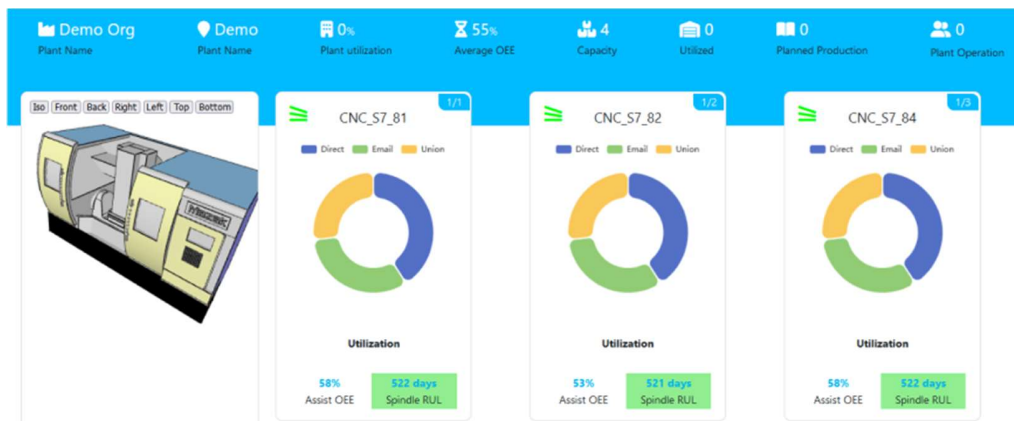 Demo Org
Plant Name
Demo
Plant Name
0%
Plant utilization
55%
Average OEE
4
Capacity
0
Utilized
0
Planned Production
0
Plant Operation
Iso Front Back Right Left Top Bottom
1/1
CNC_S7_81
Direct Email Union
Utilization
58%
Assist OEE
522 days
Spindle RUL
1/2
CNC_S7_82
Direct Email Union
Utilization
53%
Assist OEE
521 days
Spindle RUL
1/3
CNC_S7_84
Direct Email Union
Utilization
58%
Assist OEE
522 days
Spindle RUL